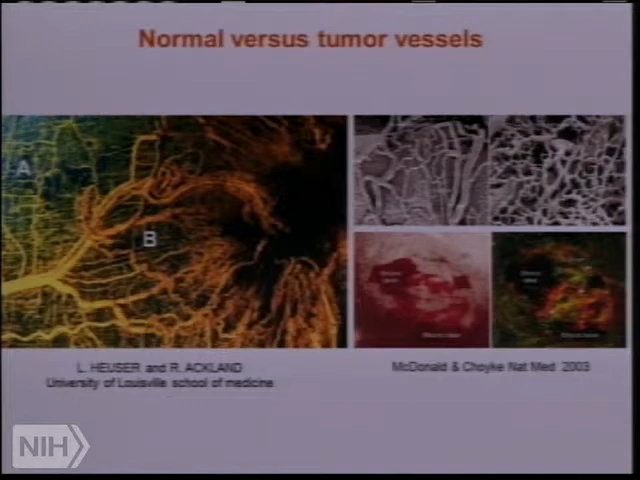 Normal versus tumor vessels
A
B
L. HEUSER and R. ACKLAND
University of Louisville school of medicine
McDonald & Choyke Nat Med 2003
NIH